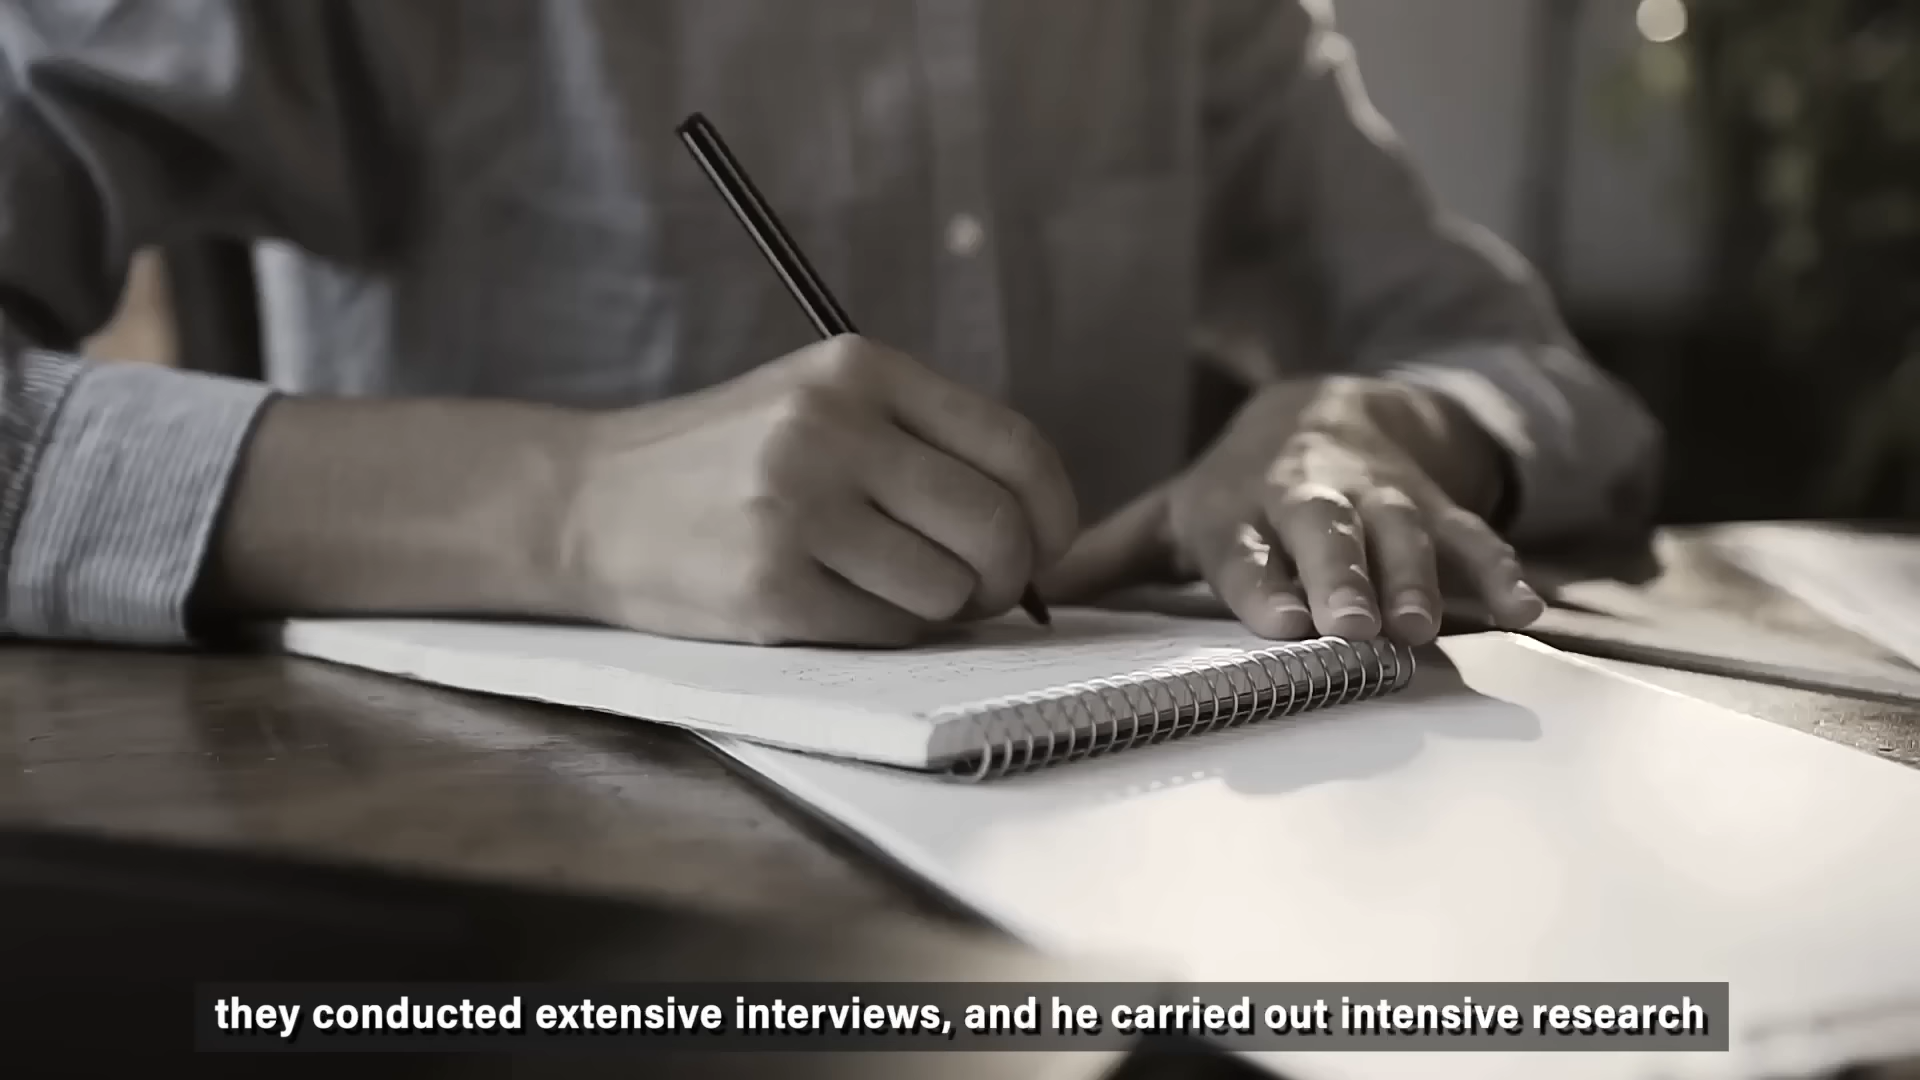 they conducted extensive interviews, and he carried out intensive research